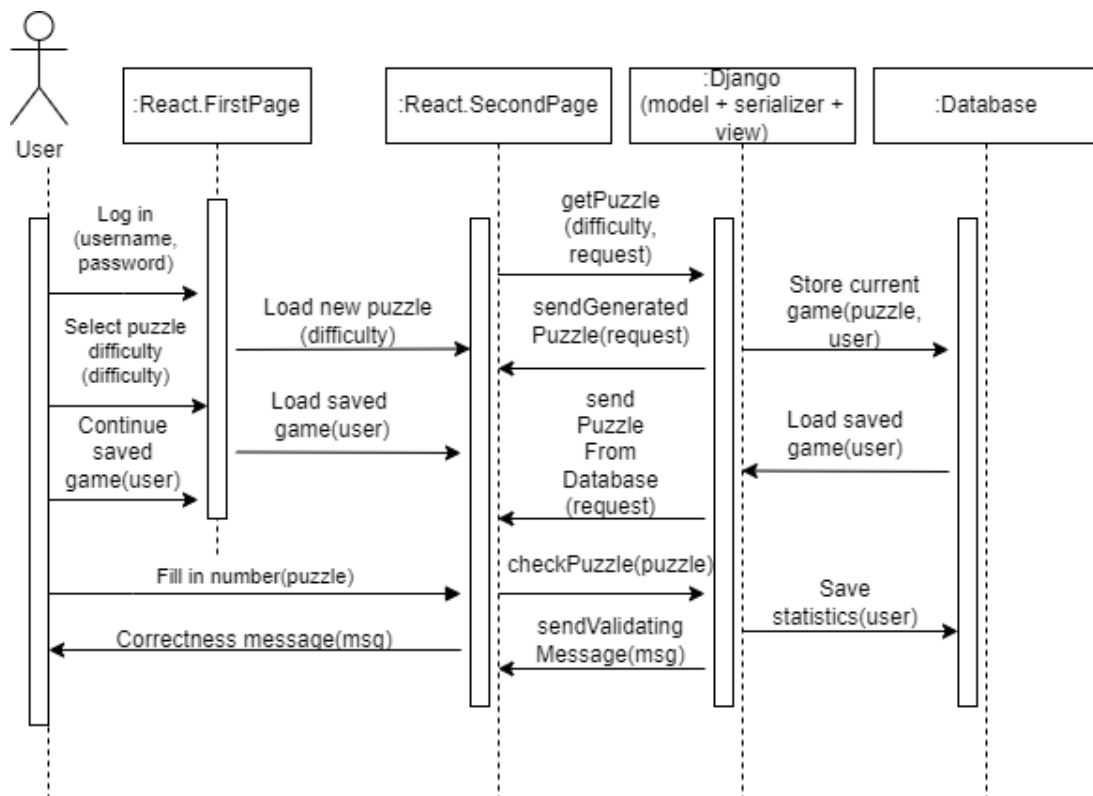 User
:React.FirstPage
:React.SecondPage
:Django
(model + serializer +
view)
:Database
Log in
(username,
password)
Select puzzle
difficulty
(difficulty)
Continue
saved
game(user)
Load new puzzle
(difficulty)
Load saved
game(user)
getPuzzle
(difficulty,
request)
sendGenerated
Puzzle(request)
send
Puzzle
From
Database
(request)
Store current
game(puzzle,
user)
Load saved
game(user)
Fill in number(puzzle)
checkPuzzle(puzzle)
Save
statistics(user)
Correctness message(msg)
sendValidating
Message(msg)